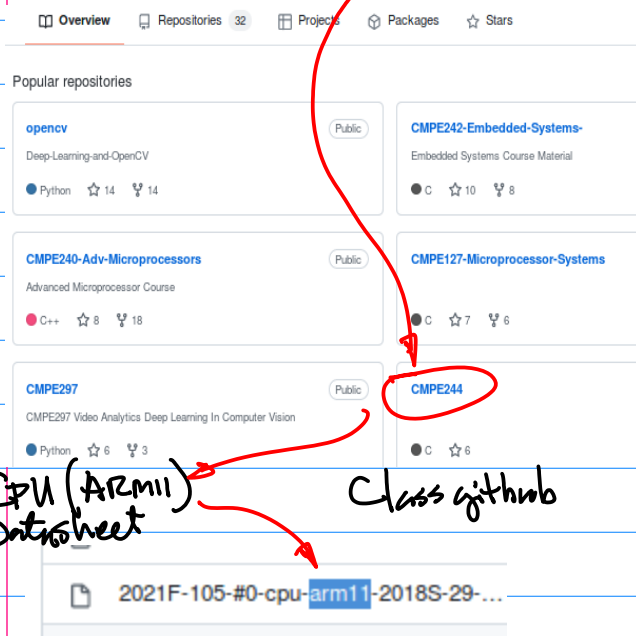 Overview Repositories 32 Projects Packages Stars
Popular repositories
opencv Public
Deep-Learning-and-OpenCV
Python 14 14
CMPE242-Embedded-Systems-
Embedded Systems Course Material
C 10 8
CMPE240-Adv-Microprocessors Public
Advanced Microprocessor Course
C++ 8 18
CMPE127-Microprocessor-Systems
C 7 6
CMPE297 Public
CMPE297 Video Analytics Deep Learning In Computer Vision
Python 6 3
CMPE244
C 6
CPU (ARM11)
Datasheet
Class github
2021F-105-#0-cpu-arm11-2018S-29-...